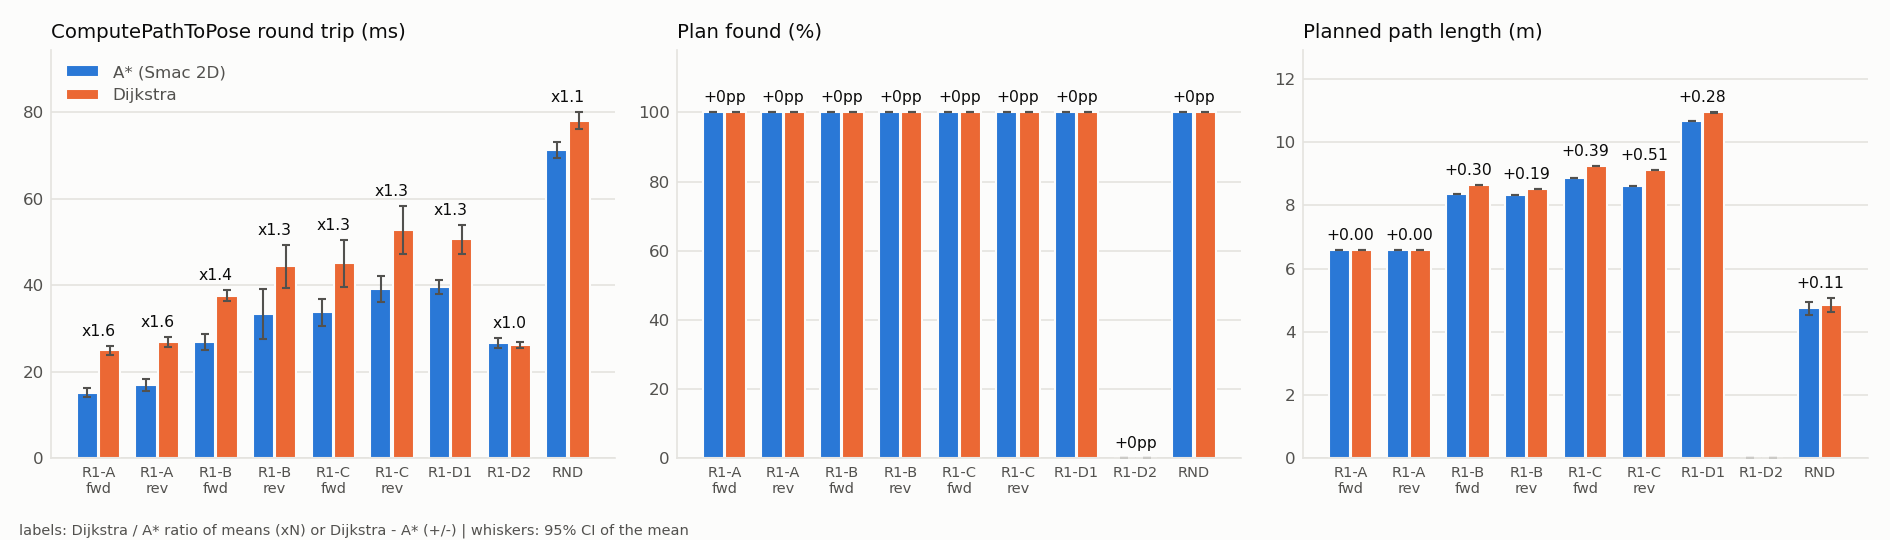 ComputePathToPose round trip (ms)
A* (Smac 2D)
Dijkstra
80
60
40
20
0
x1.6
x1.6
x1.4
x1.3
x1.3
x1.3
x1.3
x1.0
x1.1
R1-A fwd
R1-A rev
R1-B fwd
R1-B rev
R1-C fwd
R1-C rev
R1-D1
R1-D2
RND
Plan found (%)
100
80
60
40
20
0
+0pp
+0pp
+0pp
+0pp
+0pp
+0pp
+0pp
+0pp
+0pp
R1-A fwd
R1-A rev
R1-B fwd
R1-B rev
R1-C fwd
R1-C rev
R1-D1
R1-D2
RND
Planned path length (m)
12
10
8
6
4
2
0
+0.00
+0.00
+0.30
+0.19
+0.39
+0.51
+0.28
+0.11
R1-A fwd
R1-A rev
R1-B fwd
R1-B rev
R1-C fwd
R1-C rev
R1-D1
R1-D2
RND
labels: Dijkstra / A* ratio of means (xN) or Dijkstra - A* (+/-) | whiskers: 95% CI of the mean